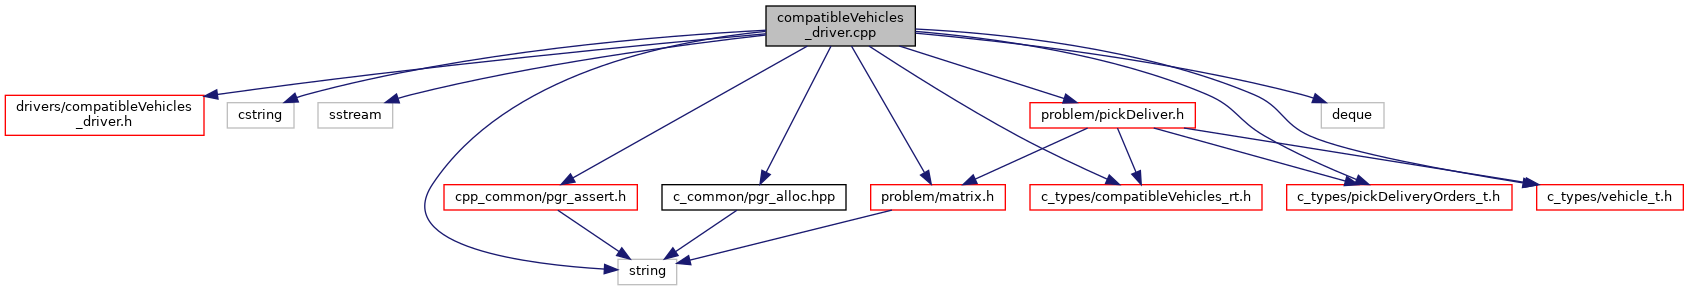 compatibleVehicles
_driver.cpp
drivers/compatibleVehicles
_driver.h
cstring
sstream
problem/pickDeliver.h
deque
cpp_common/pgr_assert.h
c_common/pgr_alloc.hpp
problem/matrix.h
c_types/compatibleVehicles_rt.h
c_types/pickDeliveryOrders_t.h
c_types/vehicle_t.h
string